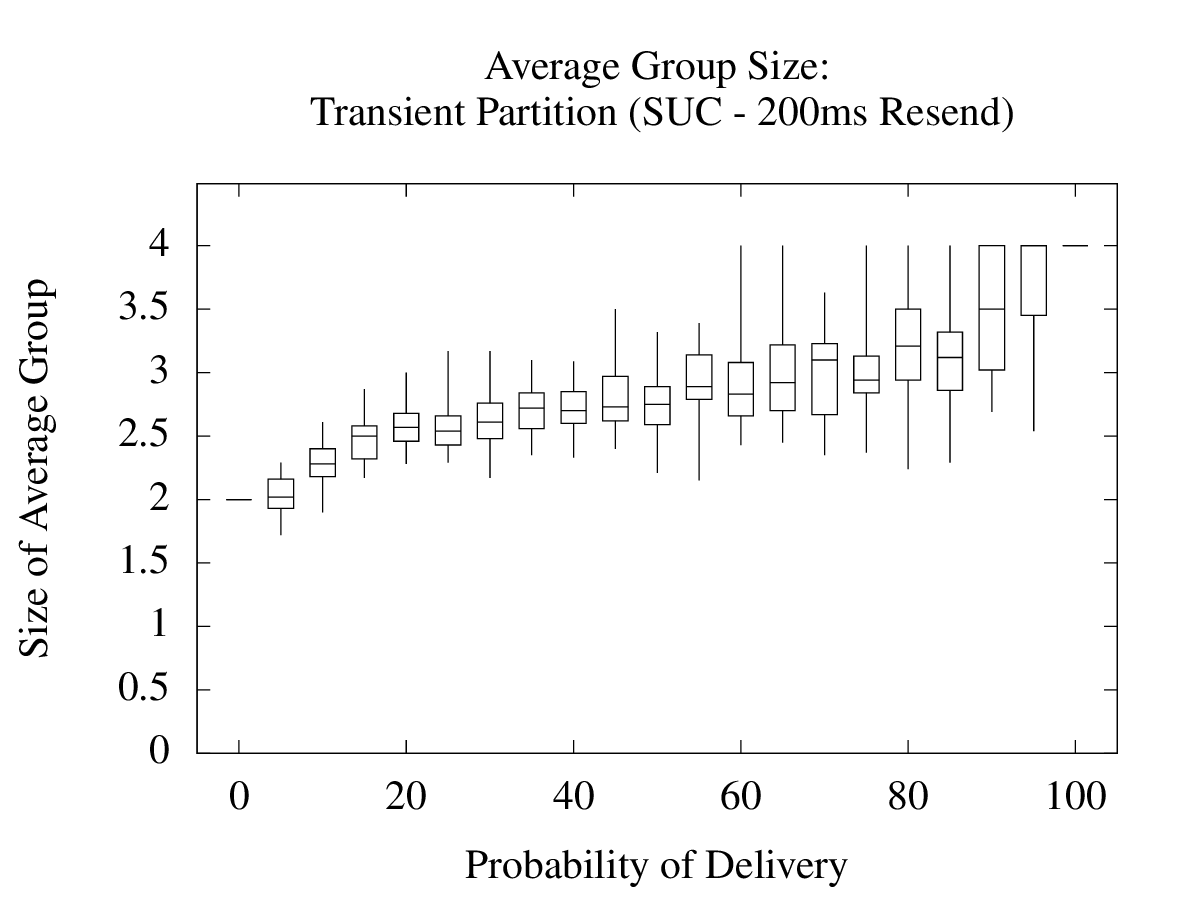 Average Group Size:
Transient Partition (SUC - 200ms Resend)
Size of Average Group
4
3.5
3
2.5
2
1.5
1
0.5
0
0 20 40 60 80 100
Probability of Delivery